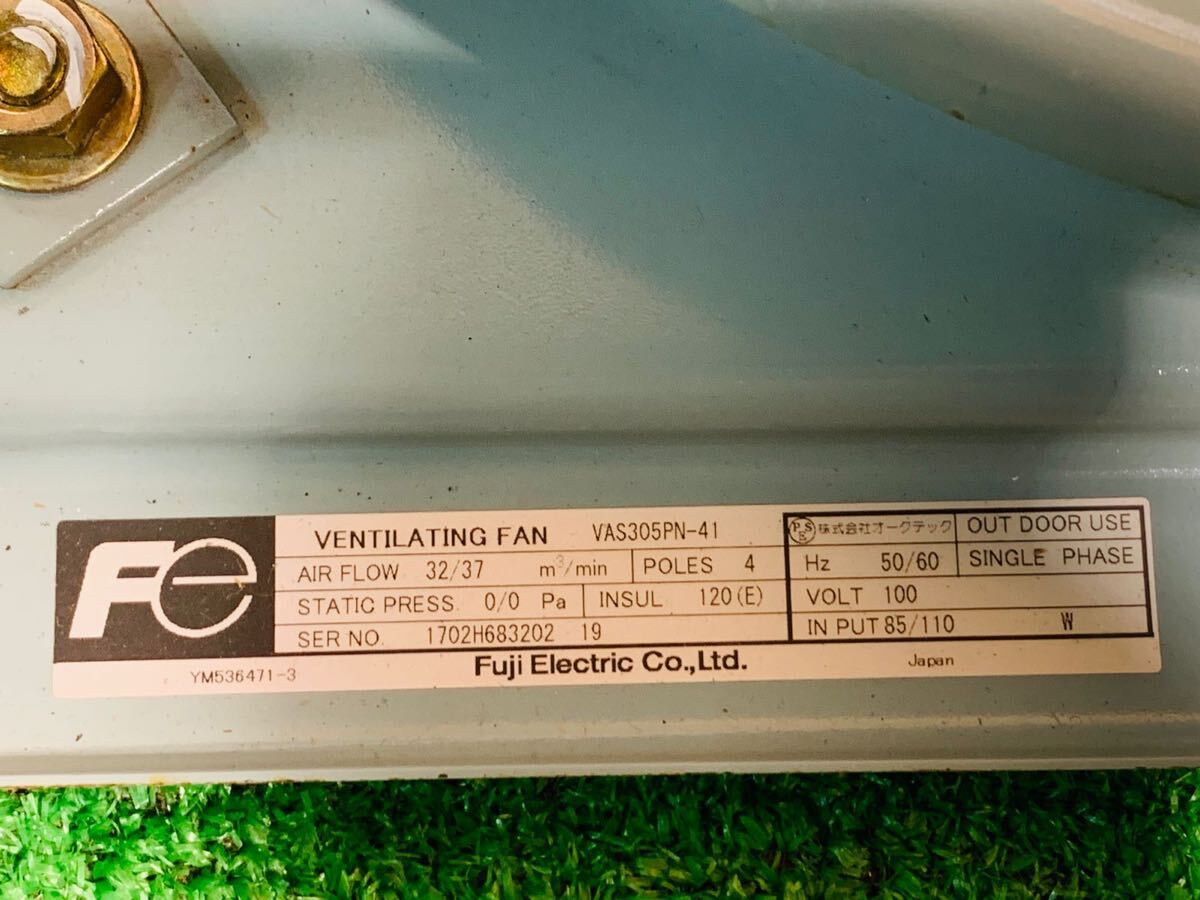 Fe
VENTILATING FAN VAS305PN-41
AIR FLOW 32/37 m³/min POLES 4
STATIC PRESS. 0/0 Pa INSUL 120(E)
SER NO. 1702H683202 19
PSE 株式会社オーグテック OUT DOOR USE
Hz 50/60 SINGLE PHASE
VOLT 100
IN PUT 85/110 W
YM536471-3 Fuji Electric Co.,Ltd. Japan